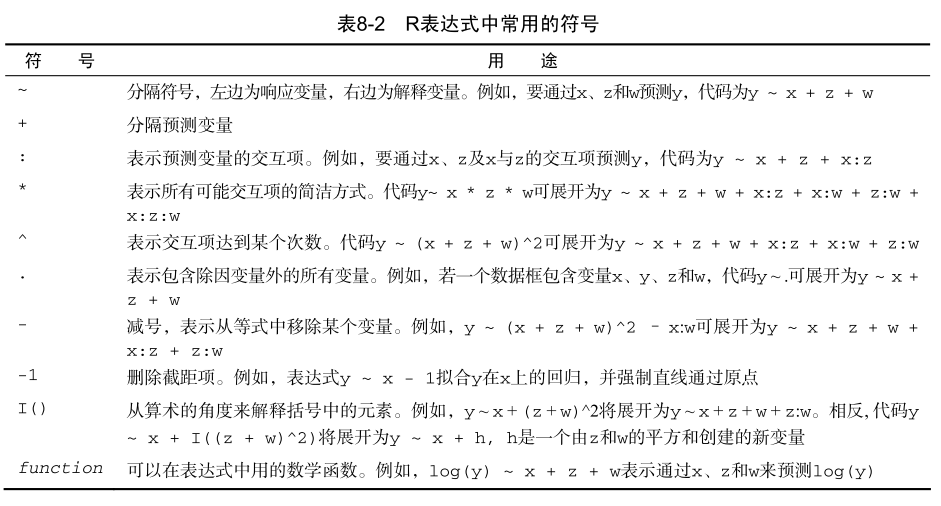 表8-2 R表达式中常用的符号
符 号 用 途
~ 分隔符号，左边为响应变量，右边为解释变量。例如，要通过x、z和w预测y，代码为y ~ x + z + w
+ 分隔预测变量
: 表示预测变量的交互项。例如，要通过x、z及x与z的交互项预测y，代码为y ~ x + z + x:z
* 表示所有可能交互项的简洁方式。代码y~ x * z * w可展开为y ~ x + z + w + x:z + x:w + z:w +
x:z:w
^ 表示交互项达到某个次数。代码y ~ (x + z + w)^2可展开为y ~ x + z + w + x:z + x:w + z:w
. 表示包含除因变量外的所有变量。例如，若一个数据框包含变量x、y、z和w，代码y~.可展开为y ~ x +
z + w
- 减号，表示从等式中移除某个变量。例如，y ~ (x + z + w)^2 – x:w可展开为y ~ x + z + w +
x:z + z:w
-1 删除截距项。例如，表达式y ~ x - 1拟合y在x上的回归，并强制直线通过原点
I() 从算术的角度来解释括号中的元素。例如，y~x+(z+w)^2将展开为y~x+z+w+z:w。相反, 代码y
~ x + I((z + w)^2)将展开为y ~ x + h, h是一个由z和w的平方和创建的新变量
function 可以在表达式中用的数学函数。例如，log(y) ~ x + z + w表示通过x、z和w来预测log(y)